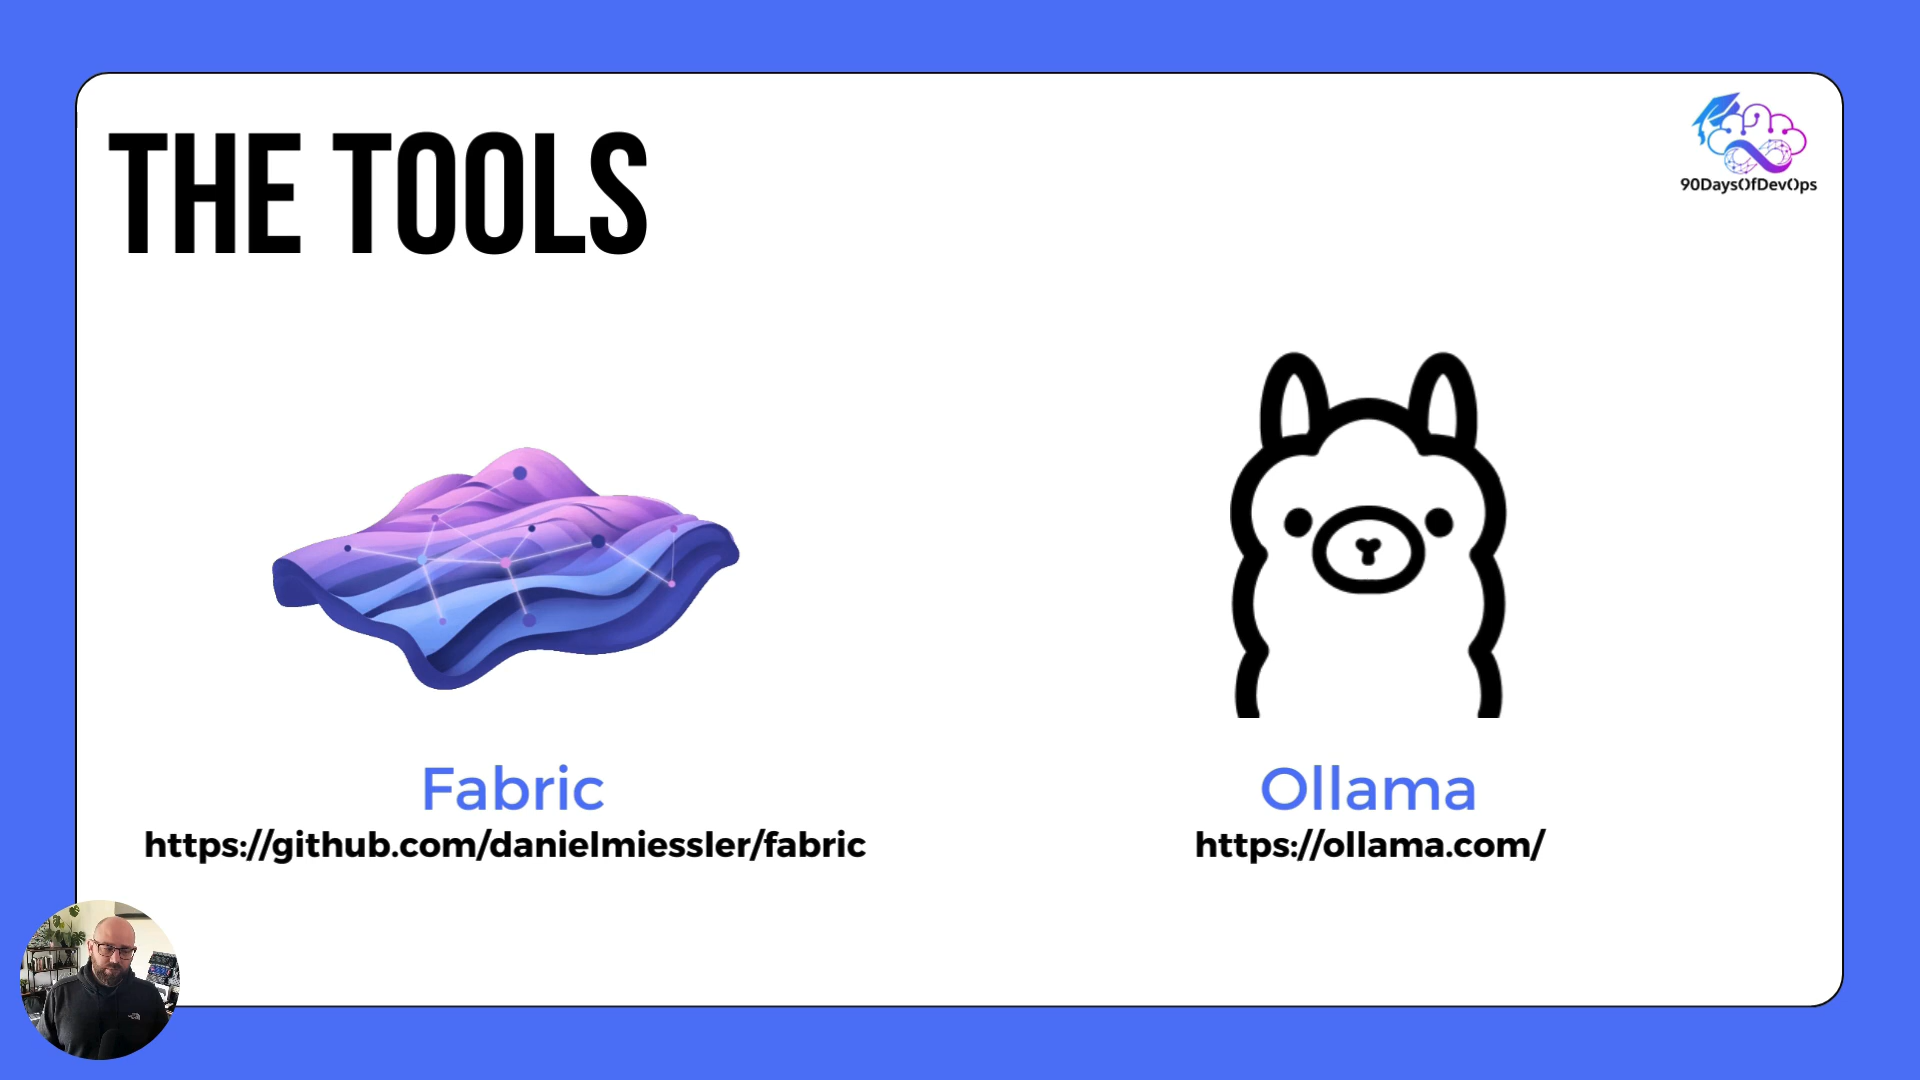 THE TOOLS
90DaysOfDevOps
Fabric
https://github.com/danielmiessler/fabric
Ollama
https://ollama.com/